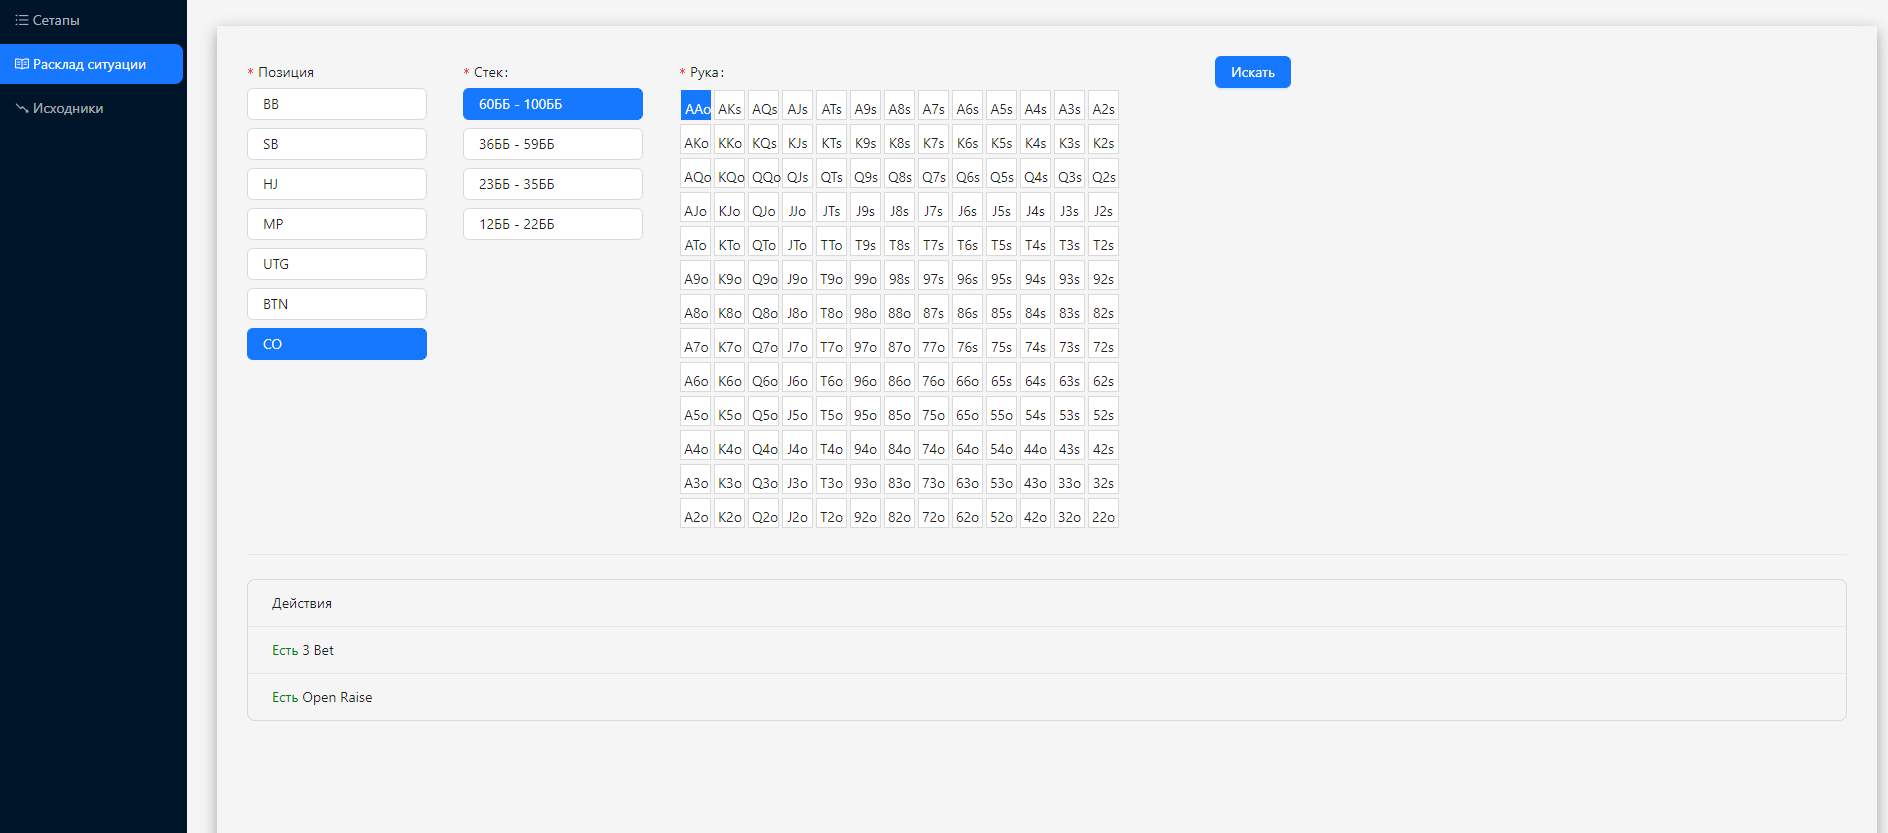 Сетапы
Расклад ситуации
Исходники
* Позиция
BB
SB
HJ
MP
UTG
BTN
CO
* Стек:
60ББ - 100ББ
36ББ - 59ББ
23ББ - 35ББ
12ББ - 22ББ
* Рука:
AAo AKs AQs AJs ATs A9s A8s A7s A6s A5s A4s A3s A2s
AKo KKo KQs KJs KTs K9s K8s K7s K6s K5s K4s K3s K2s
AQo KQo QQo QJs QTs Q9s Q8s Q7s Q6s Q5s Q4s Q3s Q2s
AJo KJo QJo JJo JTs J9s J8s J7s J6s J5s J4s J3s J2s
ATo KTo QTo JTo TTo T9s T8s T7s T6s T5s T4s T3s T2s
A9o K9o Q9o J9o T9o 99o 98s 97s 96s 95s 94s 93s 92s
A8o K8o Q8o J8o T8o 98o 88o 87s 86s 85s 84s 83s 82s
A7o K7o Q7o J7o T7o 97o 87o 77o 76s 75s 74s 73s 72s
A6o K6o Q6o J6o T6o 96o 86o 76o 66o 65s 64s 63s 62s
A5o K5o Q5o J5o T5o 95o 85o 75o 65o 55o 54s 53s 52s
A4o K4o Q4o J4o T4o 94o 84o 74o 64o 54o 44o 43s 42s
A3o K3o Q3o J3o T3o 93o 83o 73o 63o 53o 43o 33o 32s
A2o K2o Q2o J2o T2o 92o 82o 72o 62o 52o 42o 32o 22o
Искать
Действия
Есть 3 Bet
Есть Open Raise